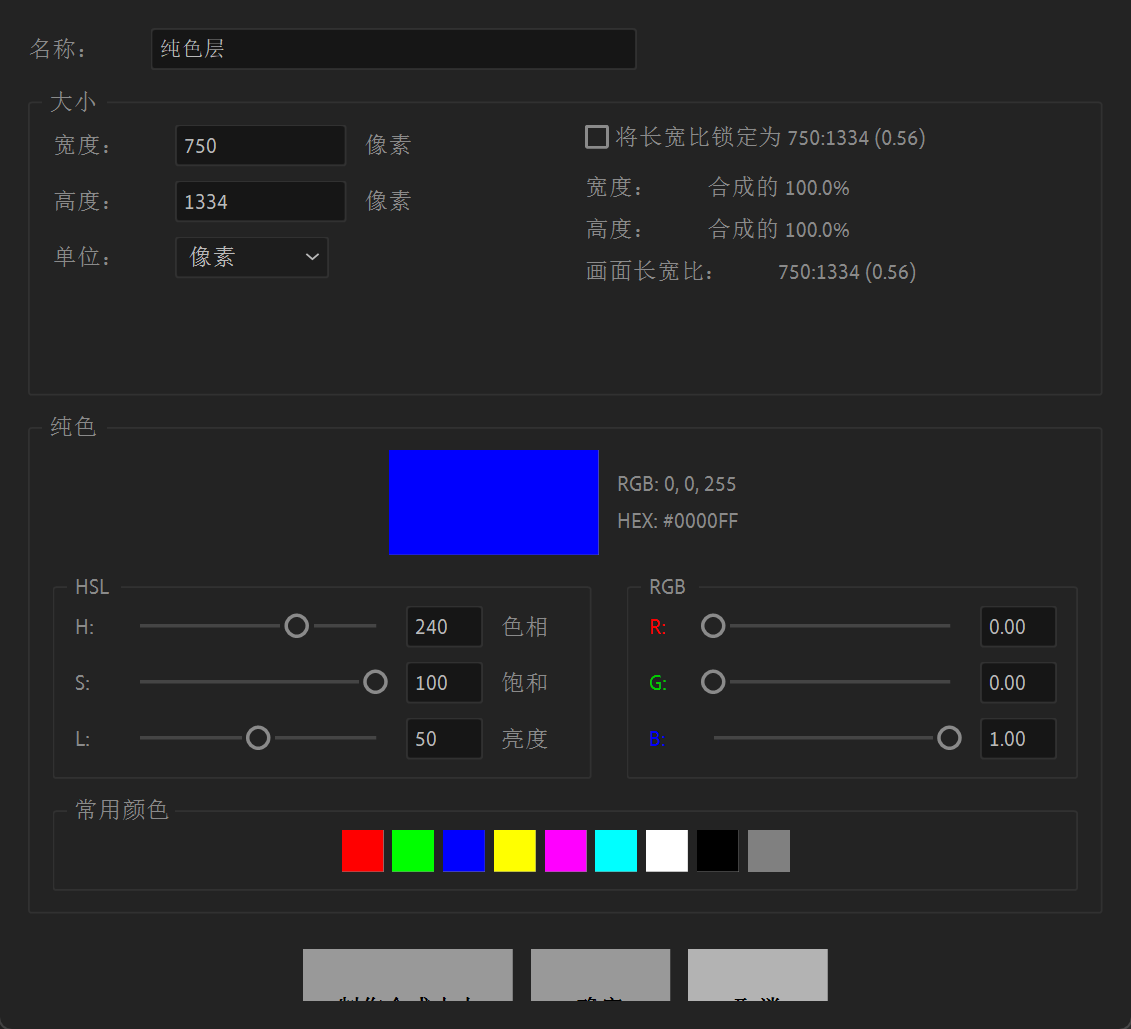 名称： 纯色层
大小
宽度： 750 像素
高度： 1334 像素
单位： 像素
将长宽比锁定为 750:1334 (0.56)
宽度： 合成的 100.0%
高度： 合成的 100.0%
画面长宽比： 750:1334 (0.56)
纯色
RGB: 0, 0, 255
HEX: #0000FF
HSL
H: 240 色相
S: 100 饱和
L: 50 亮度
RGB
R: 0.00
G: 0.00
B: 1.00
常用颜色